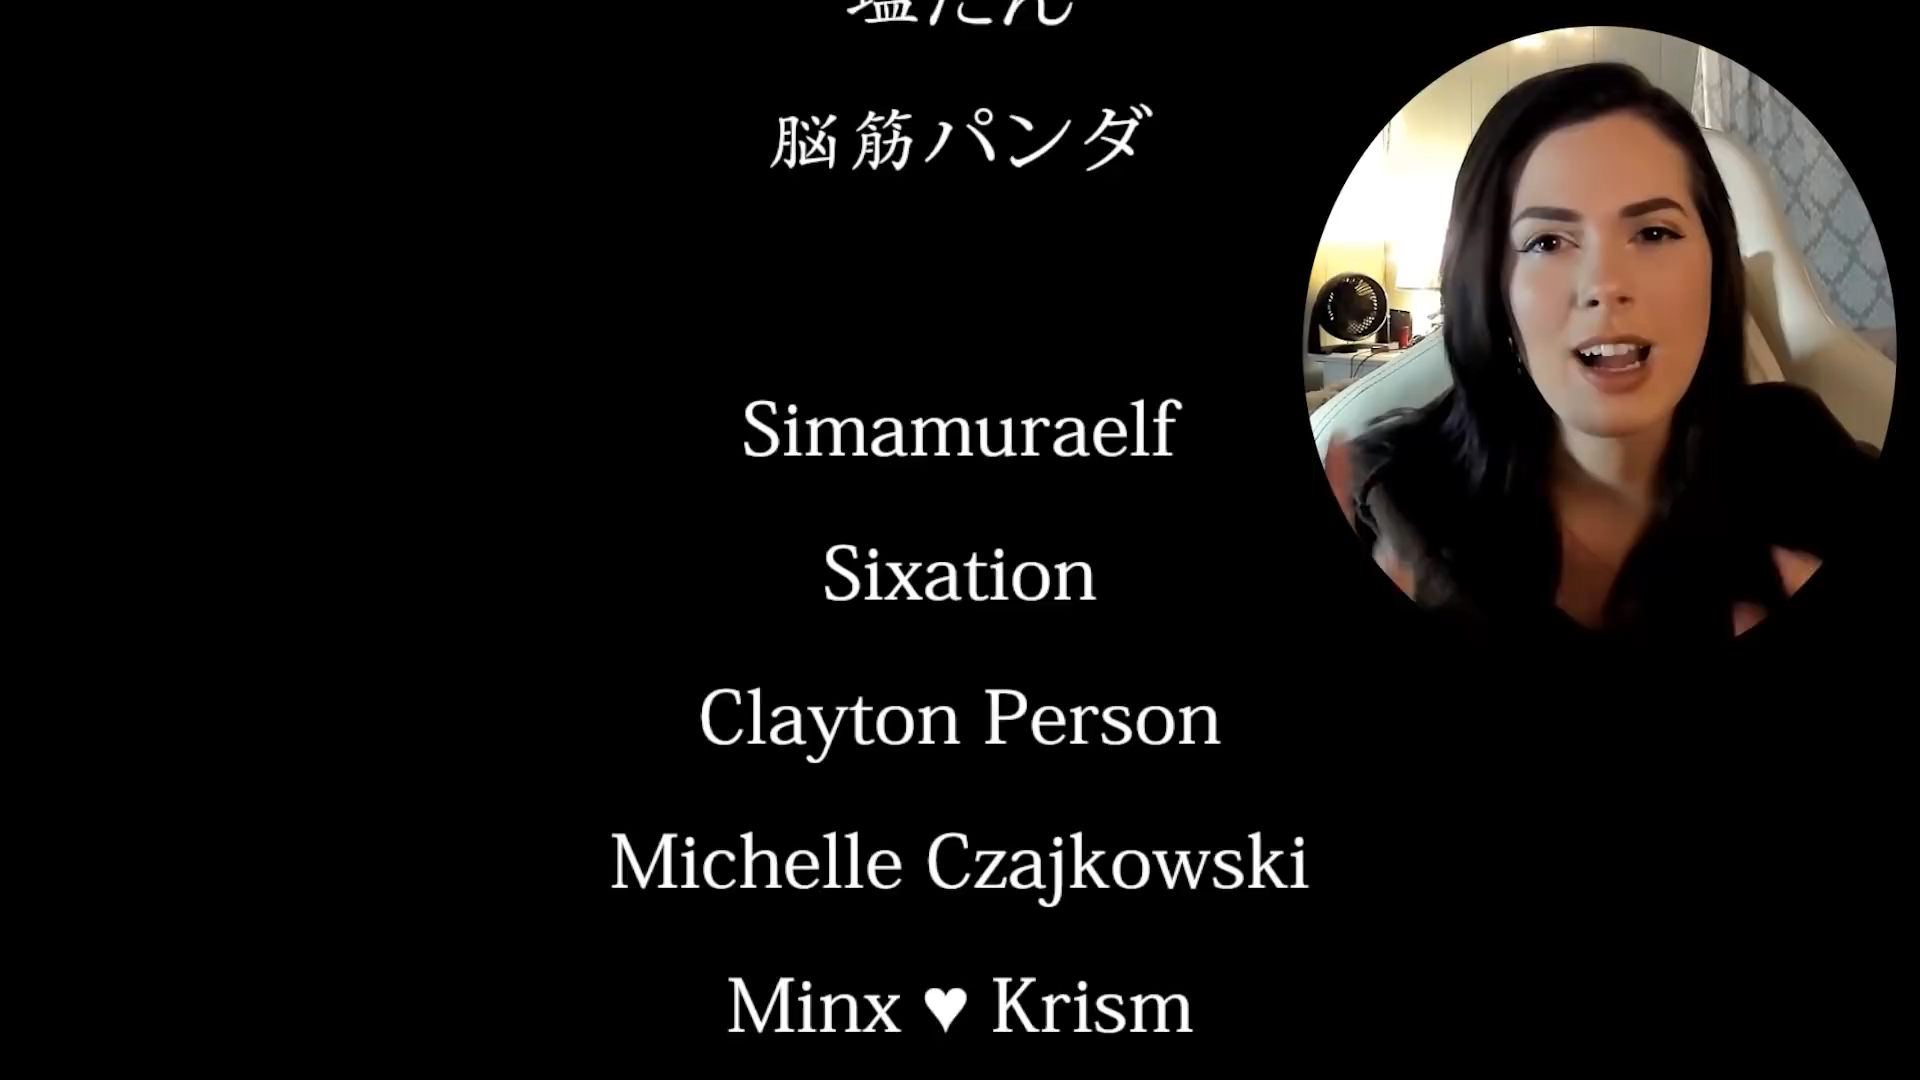 脳筋パンダ
Simamuraelf
Sixation
Clayton Person
Michelle Czajkowski
Minx ♥ Krism